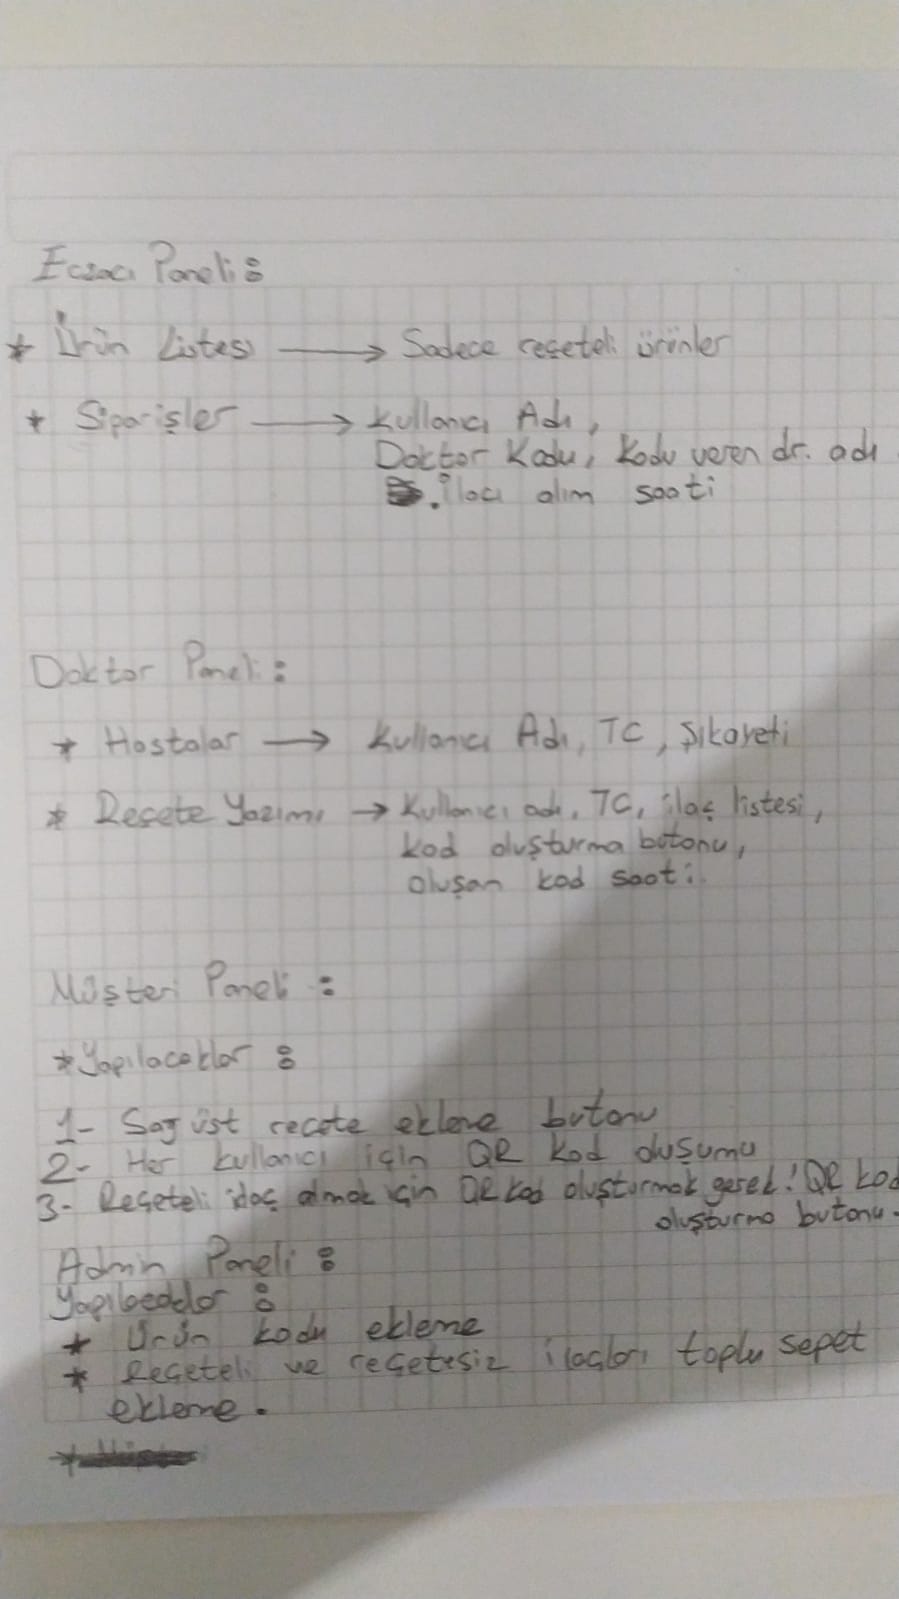 Eczacı Paneli:
* Ürün Listesi → Sadece reçeteli ürünler
* Siparişler → Kullanıcı Adı,
Doktor Kodu, Kodu veren dr. adı
. İlacı alım saati
Doktor Paneli:
* Hastalar → Kullanıcı Adı, TC, Şikayeti
* Reçete Yazımı → Kullanıcı adı, TC, ilaç listesi,
kod oluşturma butonu,
oluşan kod saati.
Müşteri Paneli :
*Yapılacaklar :
1- Sağ üst reçete ekleme butonu
2- Her kullanıcı için QR kod oluşumu
3- Reçeteli ilaç almak için QR kod oluşturmak gerek! QR kod
oluşturma butonu.
Admin Paneli :
Yapılacaklar :
* Ürün kodu ekleme
* Reçeteli ve reçetesiz ilaçları toplu sepet
ekleme.